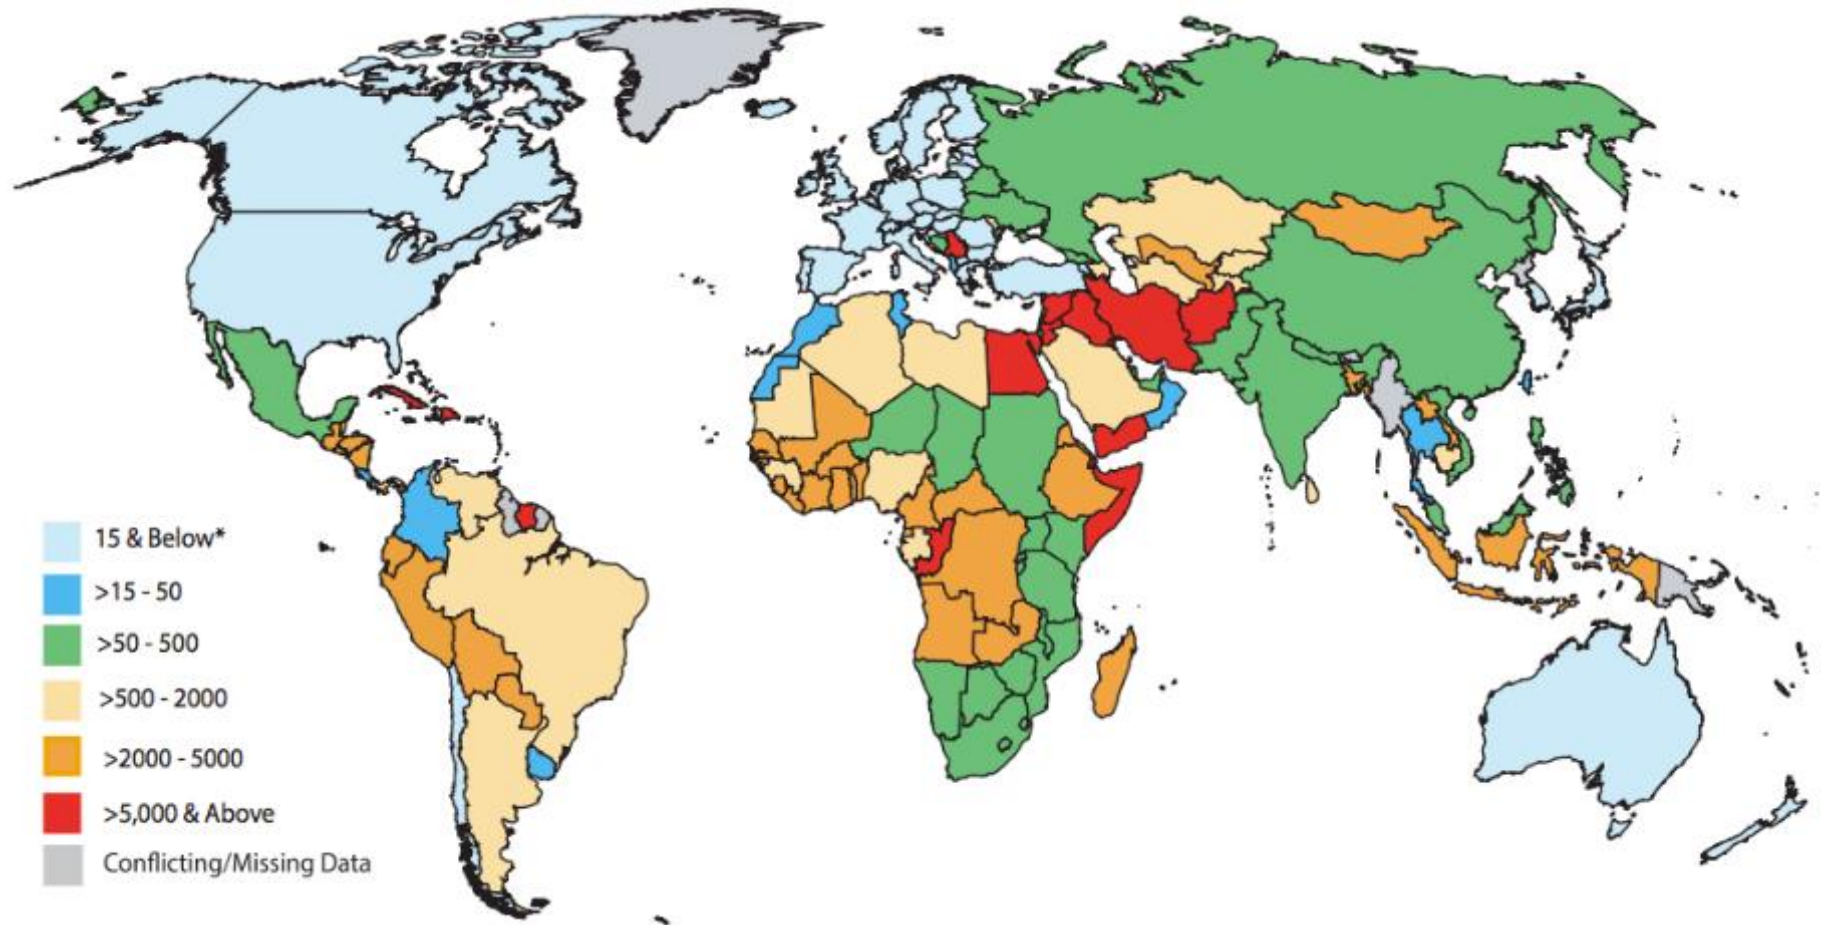 15 & Below*
>15 - 50
>50 - 500
>500 - 2000
>2000 - 5000
>5,000 & Above
Conflicting/Missing Data